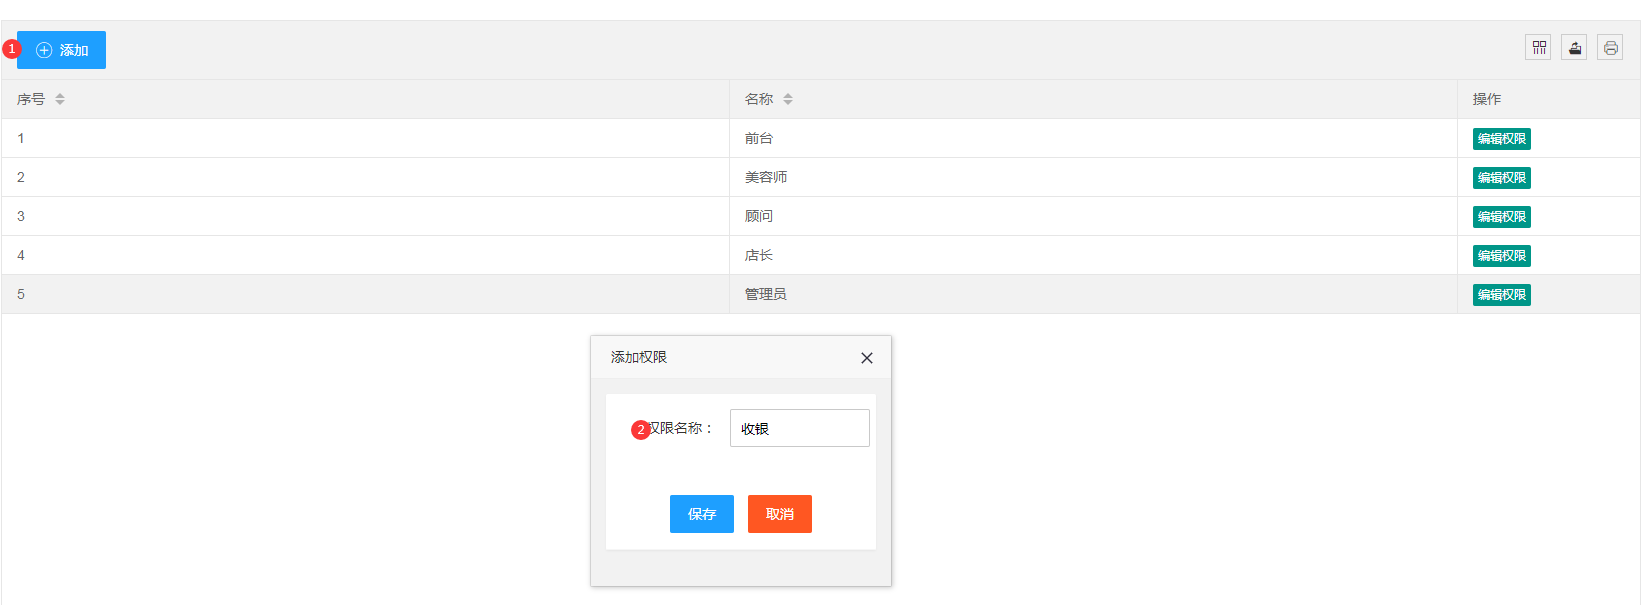 1 添加
序号 名称 操作
1 前台 编辑权限
2 美容师 编辑权限
3 顾问 编辑权限
4 店长 编辑权限
5 管理员 编辑权限
添加权限
2 权限名称： 收银
保存 取消